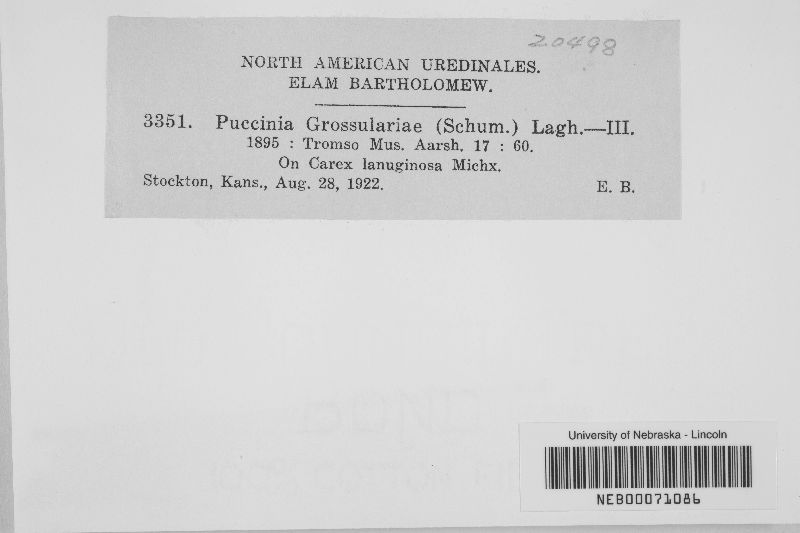 20498
NORTH AMERICAN UREDINALES.
ELAM BARTHOLOMEW.
3351. Puccinia Grossulariae (Schum.) Lagh.—III.
1895 : Tromso Mus. Aarsh. 17 : 60.
On Carex lanuginosa Michx.
Stockton, Kans., Aug. 28, 1922. E. B.
University of Nebraska - Lincoln
NEB00071086